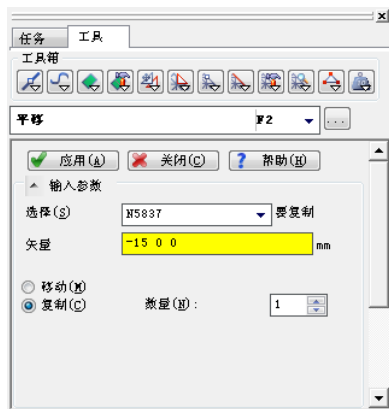 任务 工具
工具箱
平移 F2 ...
应用(A) 关闭(C) ? 帮助(H)
输入参数
选择(S) N5837 要复制
矢量 -15 0 0 mm
移动(M)
复制(C) 数量(N): 1